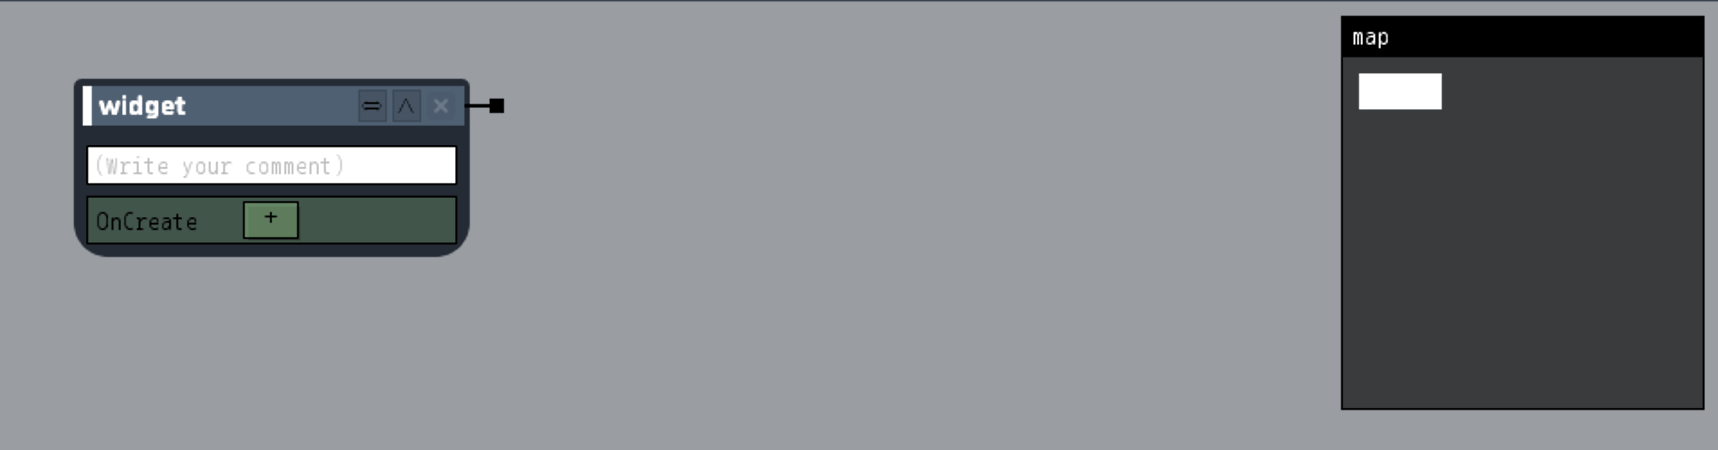 map
widget
(Write your comment)
OnCreate +